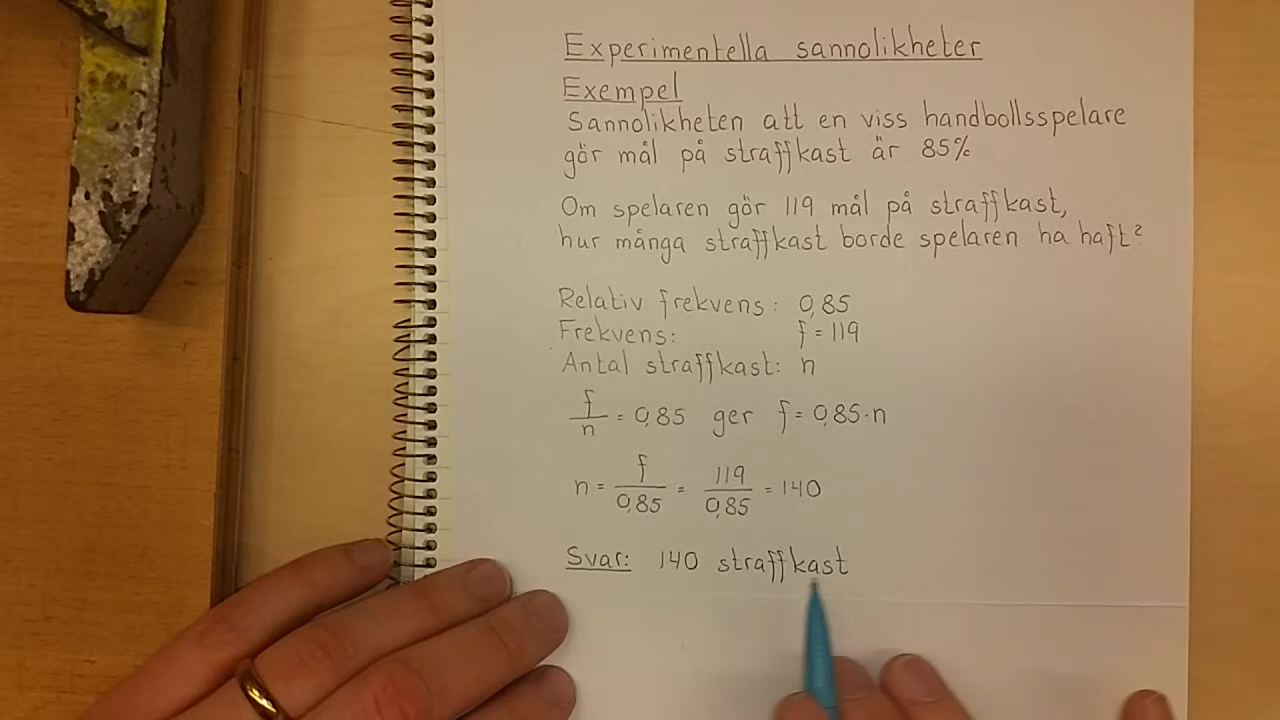 Experimentella sannolikheter
Exempel
Sannolikheten att en viss handbollsspelare
gör mål på straffkast är 85%
Om spelaren gör 119 mål på straffkast,
hur många straffkast borde spelaren ha haft?
Relativ frekvens: 0,85
Frekvens: f = 119
Antal straffkast: n
f/n = 0,85 ger f = 0,85·n
n = f/0,85 = 119/0,85 = 140
Svar: 140 straffkast